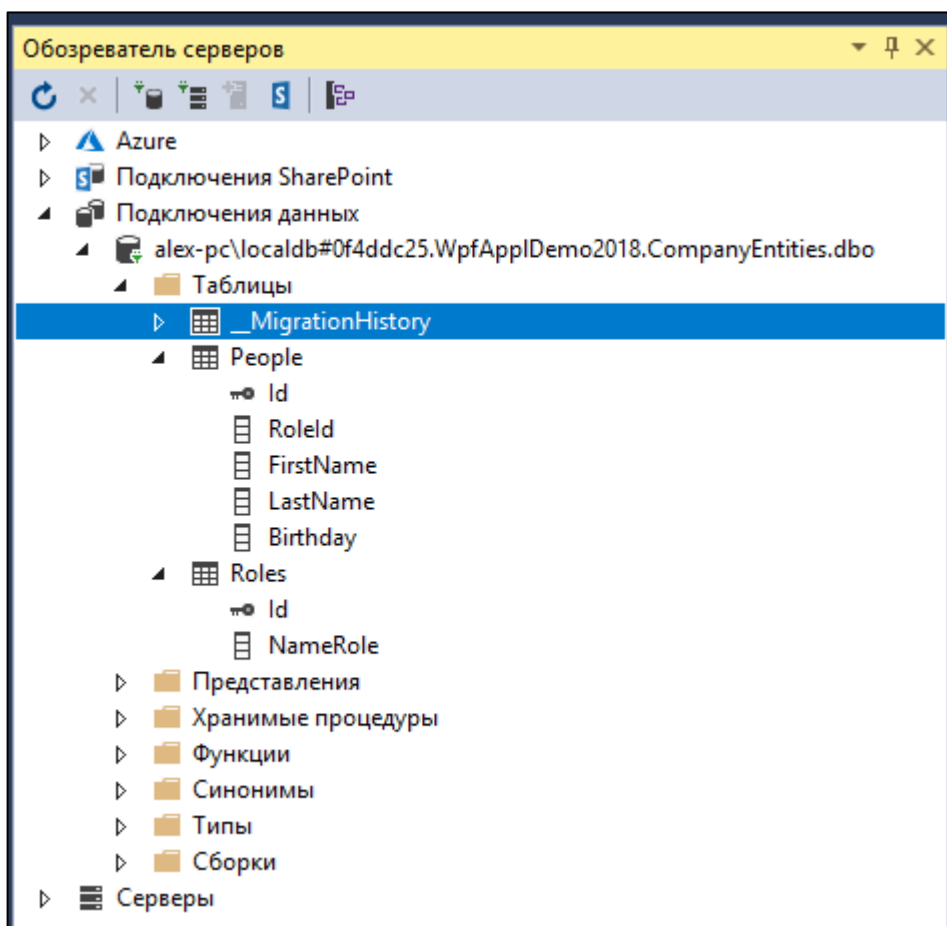 Обозреватель серверов
Azure
Подключения SharePoint
Подключения данных
alex-pc\localdb#0f4ddc25.WpfApplDemo2018.CompanyEntities.dbo
Таблицы
__MigrationHistory
People
Id
RoleId
FirstName
LastName
Birthday
Roles
Id
NameRole
Представления
Хранимые процедуры
Функции
Синонимы
Типы
Сборки
Серверы